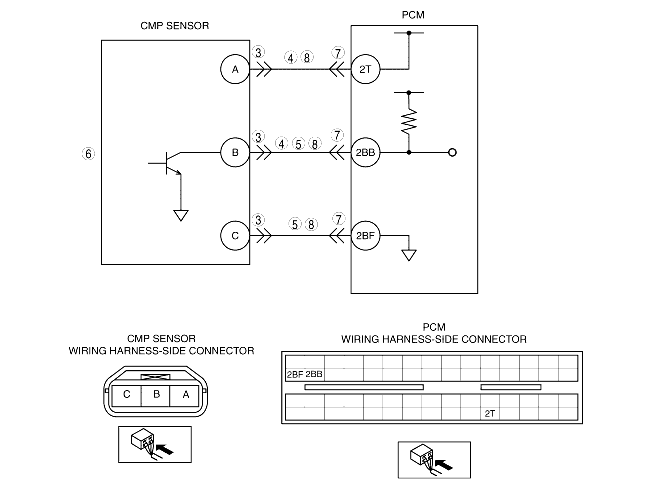 CMP SENSOR
PCM
A 3 4 8 7 2T
6 B 3 4 5 8 7 2BB
C 3 5 8 7 2BF
CMP SENSOR
WIRING HARNESS-SIDE CONNECTOR
C B A
PCM
WIRING HARNESS-SIDE CONNECTOR
2BF 2BB
2T